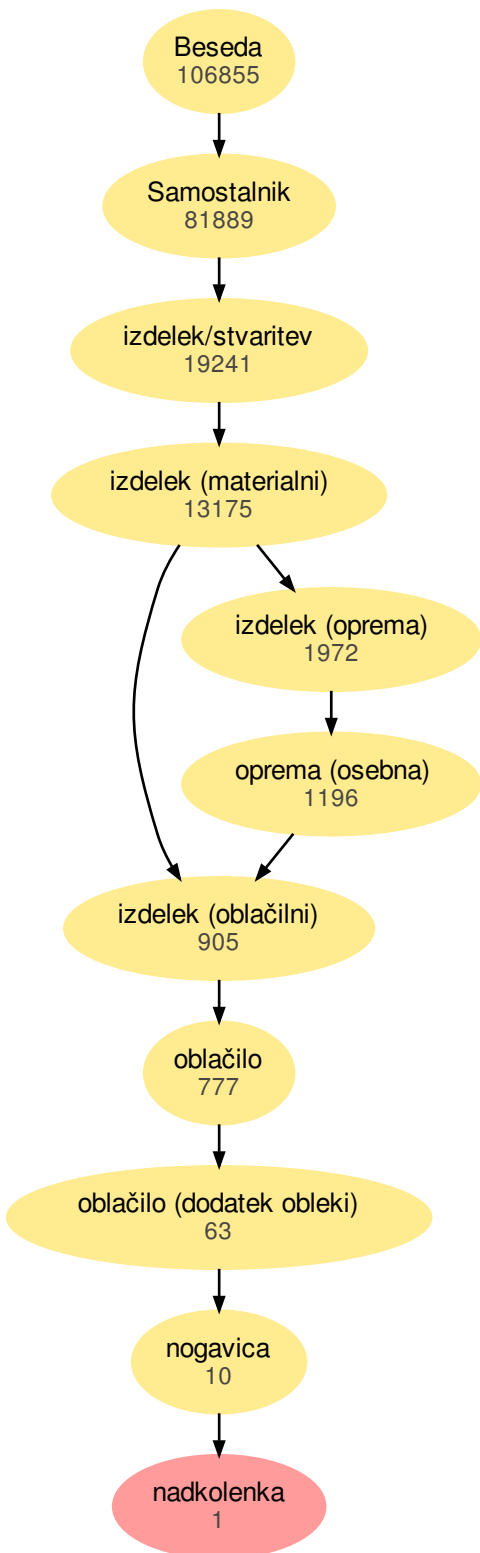 Beseda
106855
Samostalnik
81889
izdelek/stvaritev
19241
izdelek (materialni)
13175
izdelek (oprema)
1972
oprema (osebna)
1196
izdelek (oblačilni)
905
oblačilo
777
oblačilo (dodatek obleki)
63
nogavica
10
nadkolenka
1